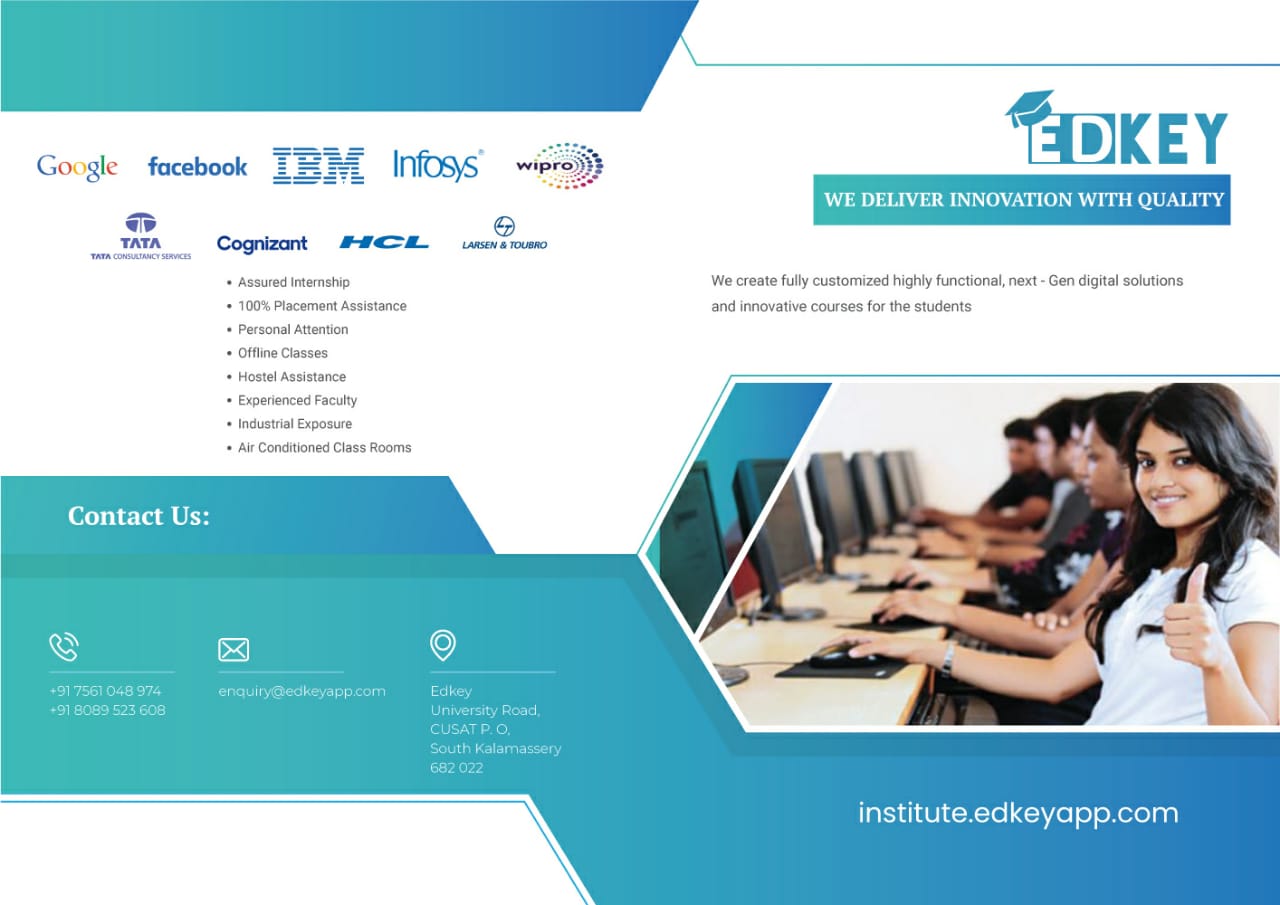 Google facebook IBM Infosys® wipro
TATA
TATA CONSULTANCY SERVICES
Cognizant HCL LARSEN & TOUBRO
• Assured Internship
• 100% Placement Assistance
• Personal Attention
• Offline Classes
• Hostel Assistance
• Experienced Faculty
• Industrial Exposure
• Air Conditioned Class Rooms
Contact Us:
+91 7561 048 974
+91 8089 523 608
enquiry@edkeyapp.com
Edkey
University Road,
CUSAT P. O,
South Kalamassery
682 022
EDKEY
WE DELIVER INNOVATION WITH QUALITY
We create fully customized highly functional, next - Gen digital solutions
and innovative courses for the students
institute.edkeyapp.com